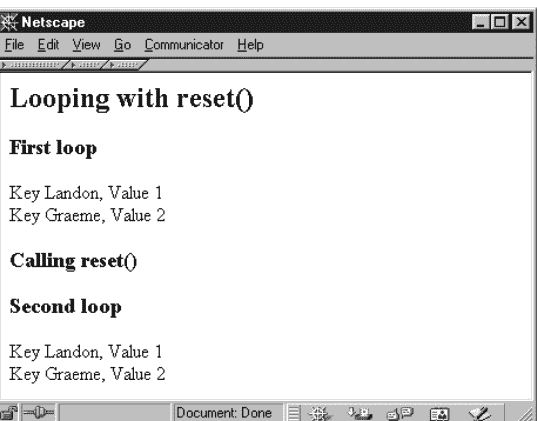 Netscape
File Edit View Go Communicator Help
Looping with reset()
First loop
Key Landon, Value 1
Key Graeme, Value 2
Calling reset()
Second loop
Key Landon, Value 1
Key Graeme, Value 2
Document: Done